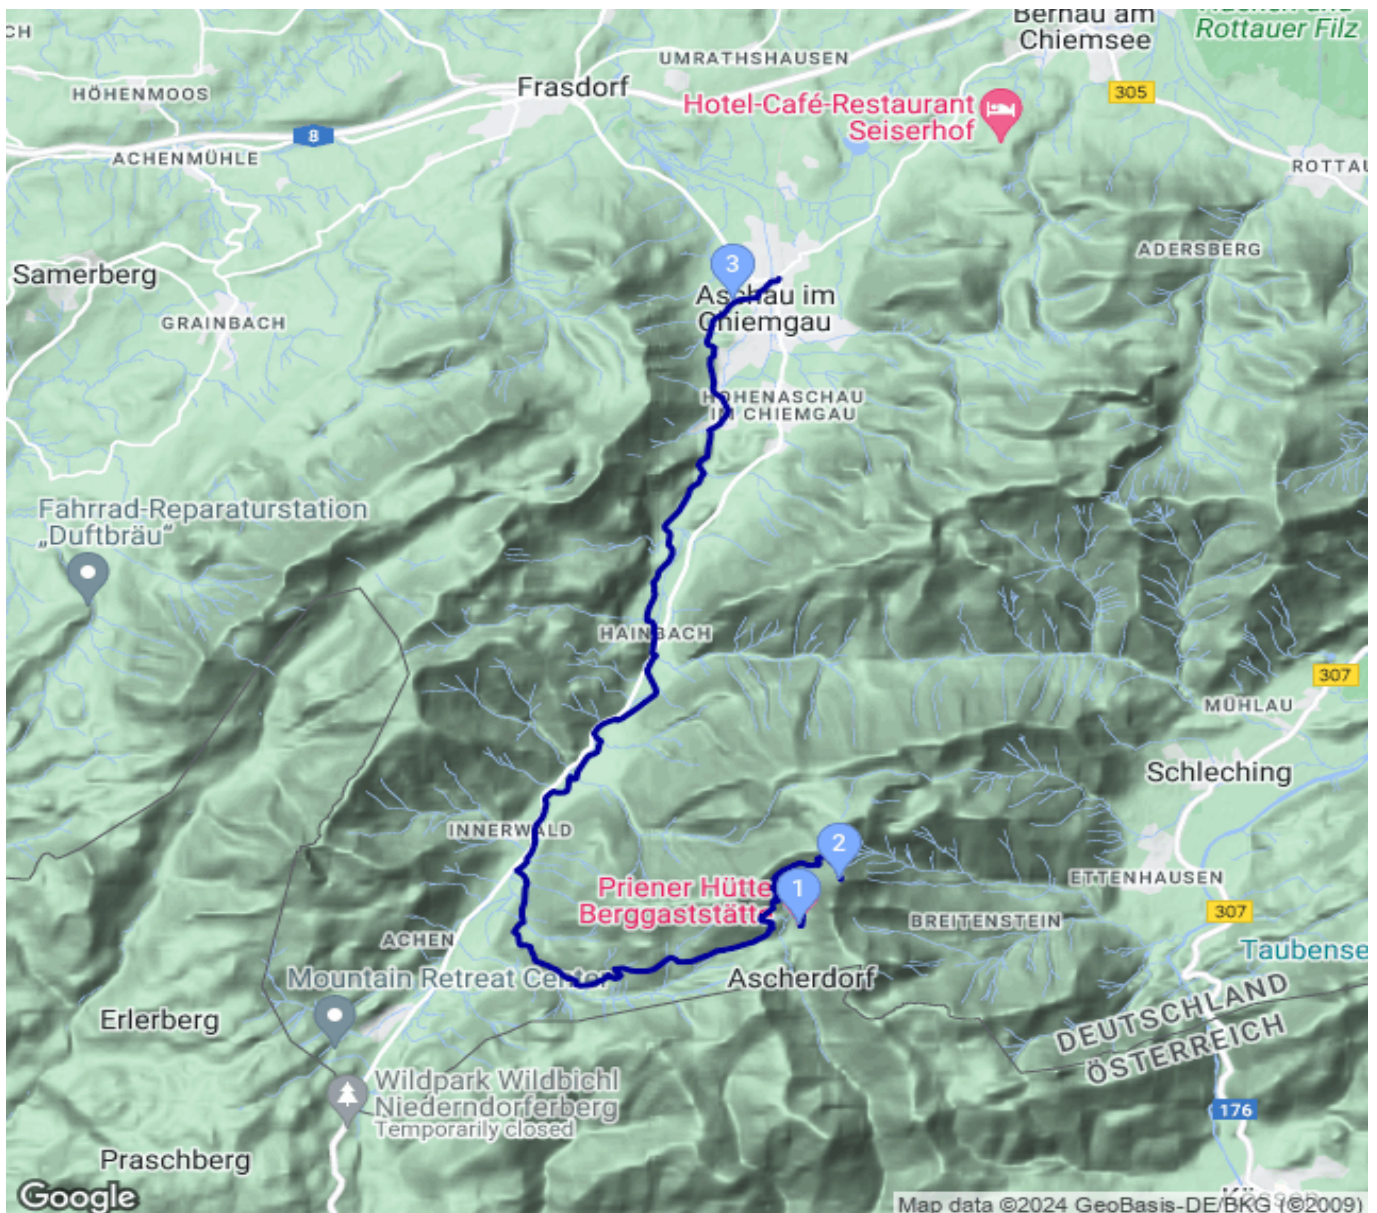 CH
Bernau am
Chiemsee
Rottauer Filz
UMRATHSHAUSEN
Frasdorf
HÖHENMOOS
305
Hotel-Café-Restaurant
Seiserhof
8
ACHENMÜHLE
ROTTAU
ADERSBERG
Samerberg
3
Aschau im
Chiemgau
GRAINBACH
HOHENASCHAU
IM CHIEMGAU
Fahrrad-Reparaturstation
„Duftbräu“
HAINBACH
307
MÜHLAU
Schleching
INNERWALD
2
Priener Hütte
Berggaststätte
1
ETTENHAUSEN
307
BREITENSTEIN
ACHEN
Taubense
Mountain Retreat Center
Ascherdorf
DEUTSCHLAND
ÖSTERREICH
Erlerberg
Wildpark Wildbichl
Niederndorferberg
Temporarily closed
176
Praschberg
Kössen
Google
Map data ©2024 GeoBasis-DE/BKG (©2009)